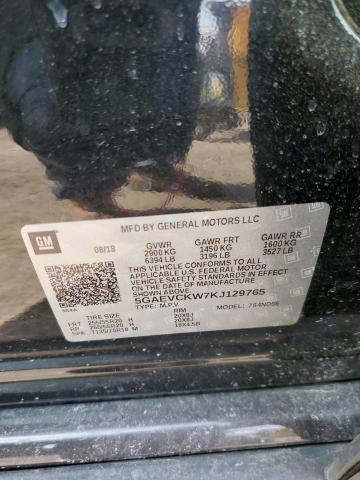 MFD BY GENERAL MOTORS LLC
GM 08/18 GVWR GAWR FRT GAWR RR
2900 KG 1450 KG 1600 KG
6394 LB 3196 LB 3527 LB
THIS VEHICLE CONFORMS TO ALL APPLICABLE
U.S. FEDERAL MOTOR VEHICLE SAFETY AND
THEFT PREVENTION STANDARDS IN EFFECT ON
THE DATE OF MANUFACTURE SHOWN ABOVE.
5GAEVCKW7KJ129765
TYPE: M.P.V. MODEL:
TIRE SIZE RIM
FRT 255/55R20 H 20X8J
RR 255/55R20 H 20X8J
SPA T135/70R18 M 18X4.5B